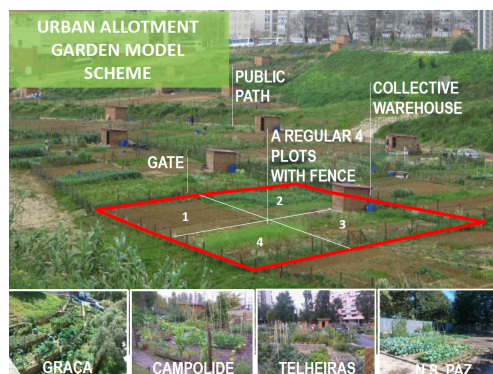 URBAN ALLOTMENT
GARDEN MODEL
SCHEME
PUBLIC
PATH
COLLECTIVE
WAREHOUSE
A REGULAR 4
PLOTS
WITH FENCE
GATE
1
2
3
4
GRAÇA
CAMPOLIDE
TELHEIRAS
N.S. PAZ